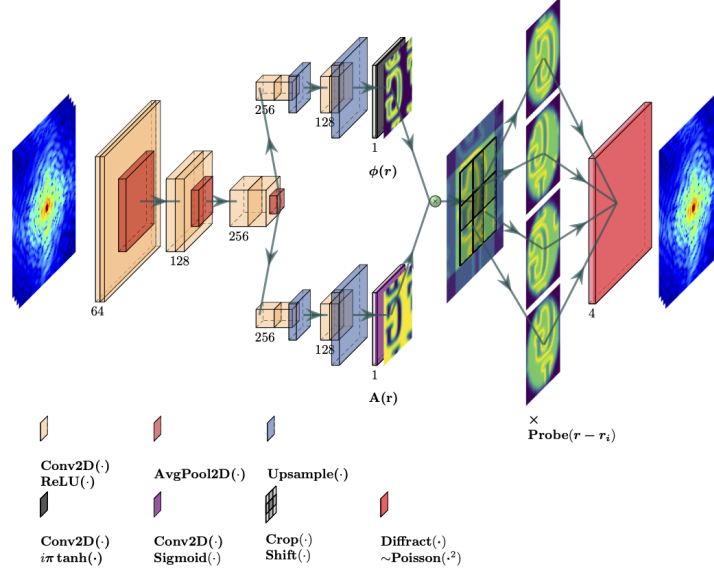 256
128
1
ϕ(r)
64
128
256
⊗
256
128
1
A(r)
4
×
Probe(r − rᵢ)
Conv2D(·)
ReLU(·)
AvgPool2D(·)
Upsample(·)
Conv2D(·)
iπ tanh(·)
Conv2D(·)
Sigmoid(·)
Crop(·)
Shift(·)
Diffract(·)
~Poisson(·²)